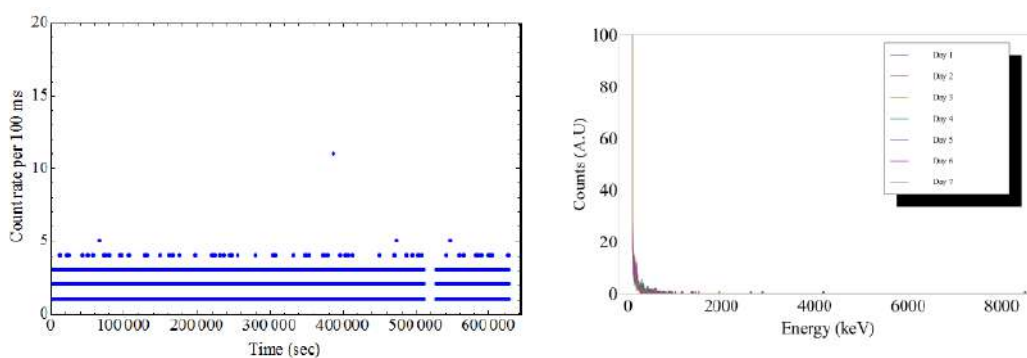 20
15
10
5
0
Count rate per 100 ms
0
100 000
200 000
300 000
400 000
500 000
600 000
Time (sec)
100
80
60
40
20
0
Counts (A.U)
Day 1
Day 2
Day 3
Day 4
Day 5
Day 6
Day 7
0
2000
4000
6000
8000
Energy (keV)